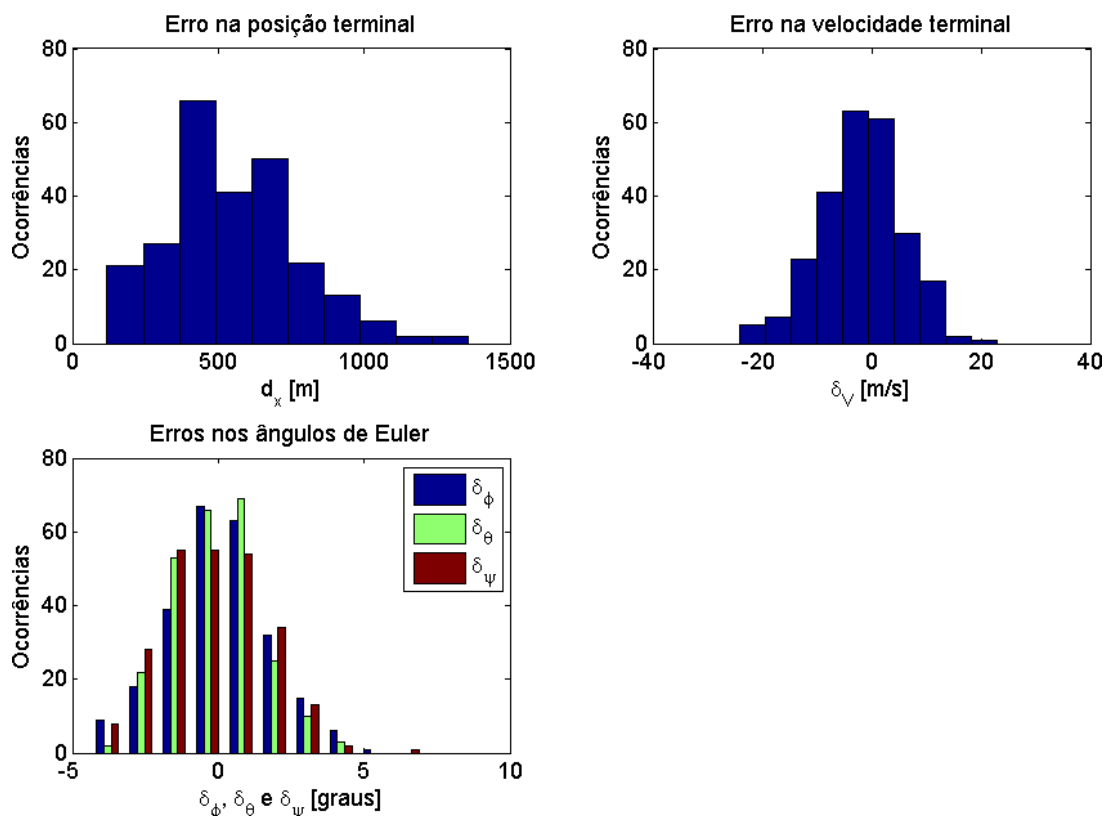 Erro na posição terminal
80
60
40
20
0
Ocorrências
0 500 1000 1500
d_x [m]
Erro na velocidade terminal
80
60
40
20
0
Ocorrências
-40 -20 0 20 40
δ_V [m/s]
Erros nos ângulos de Euler
80
60
40
20
0
Ocorrências
δ_ϕ
δ_θ
δ_ψ
-5 0 5 10
δ_ϕ, δ_θ e δ_ψ [graus]